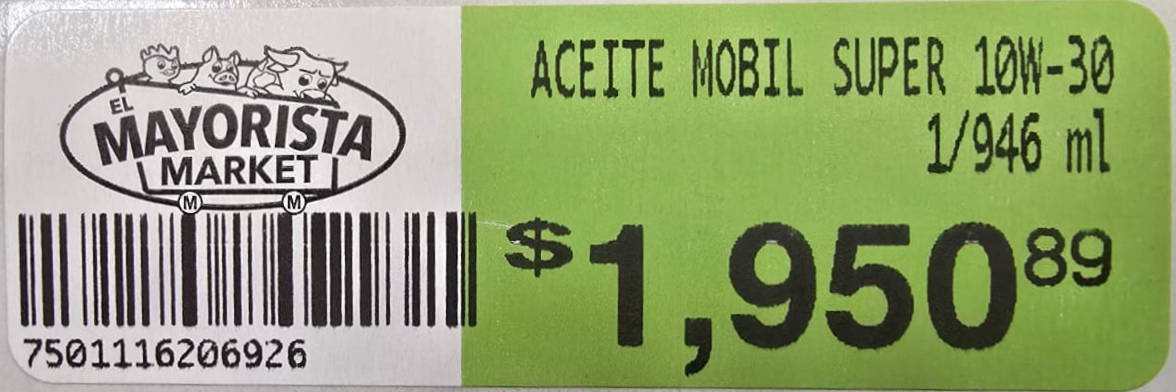 EL
MAYORISTA
MARKET
M M
7501116206926
ACEITE MOBIL SUPER 10W-30
1/946 ml
$1,950 89